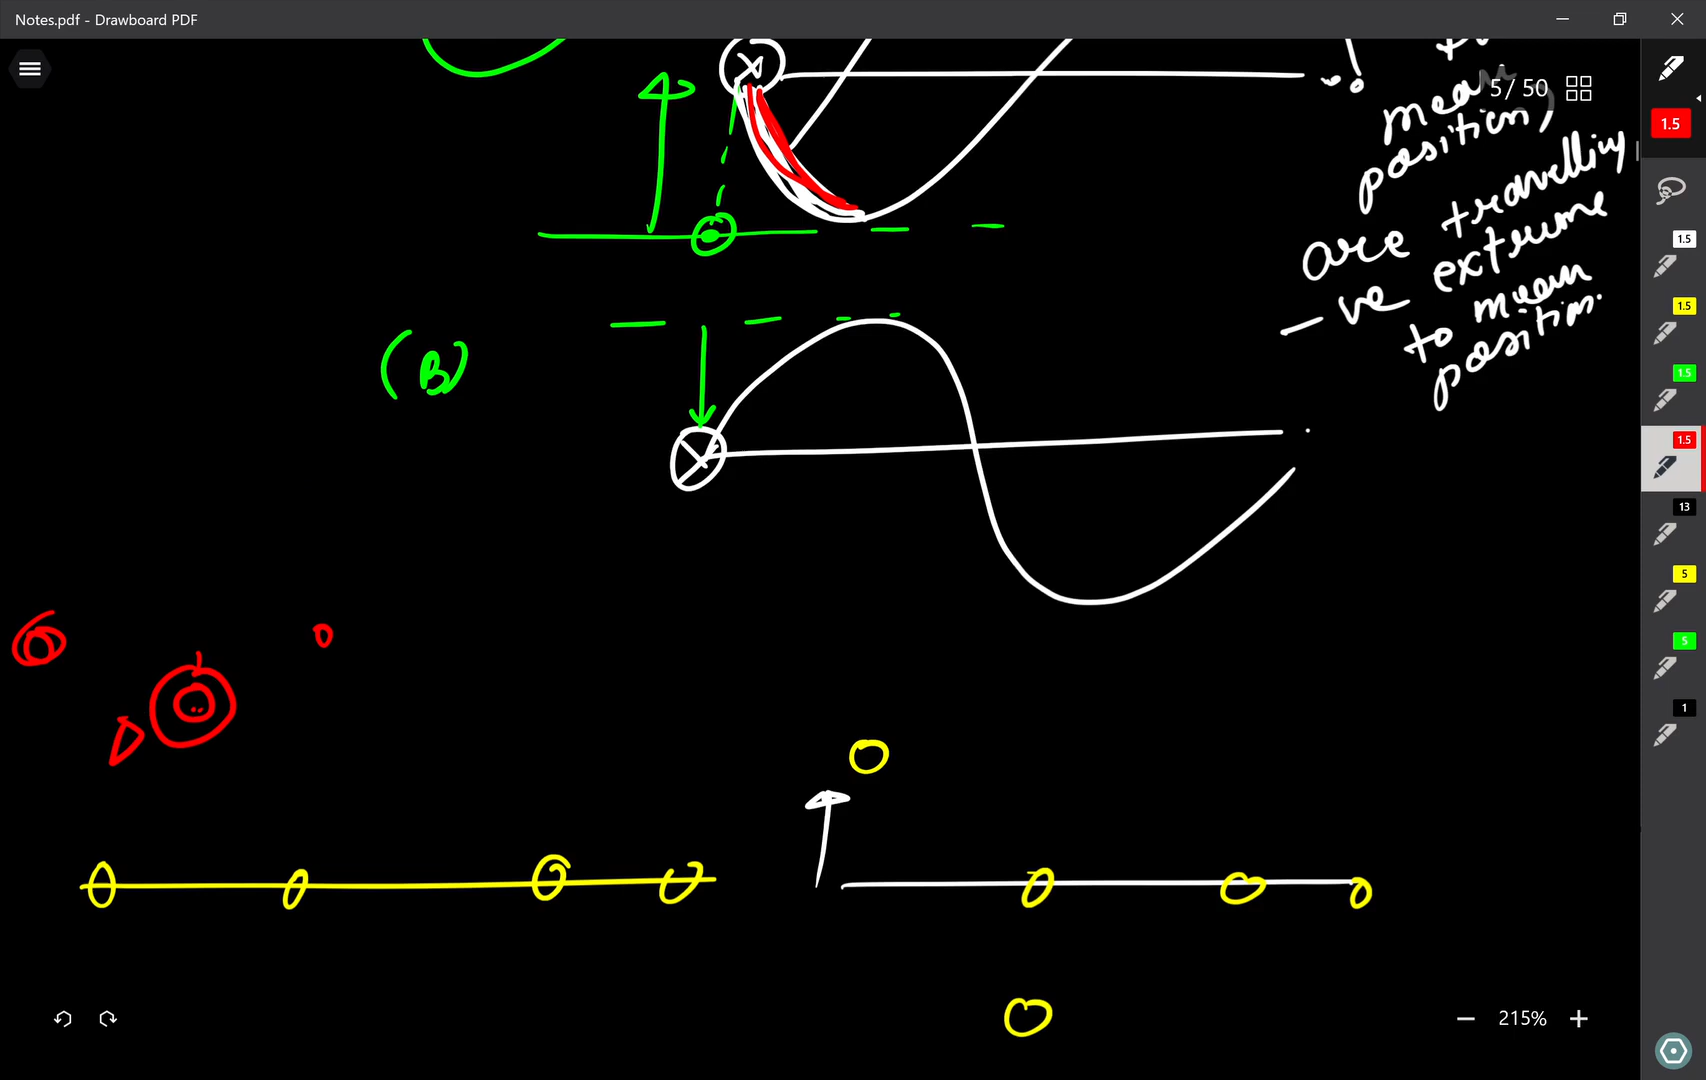 Notes.pdf - Drawboard PDF
5 / 50
mean
position)
are travelling
- ve extreme
to mean
position.
(B)
1.5
1.5
1.5
1.5
1.5
13
5
5
1
215%